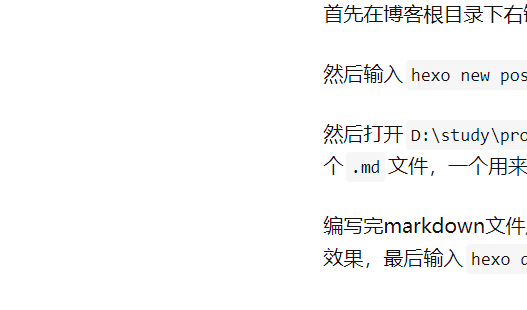 首先在博客根目录下右
然后输入 hexo new pos
然后打开 D:\study\pro
个 .md 文件，一个用来
编写完markdown文件
效果，最后输入 hexo d